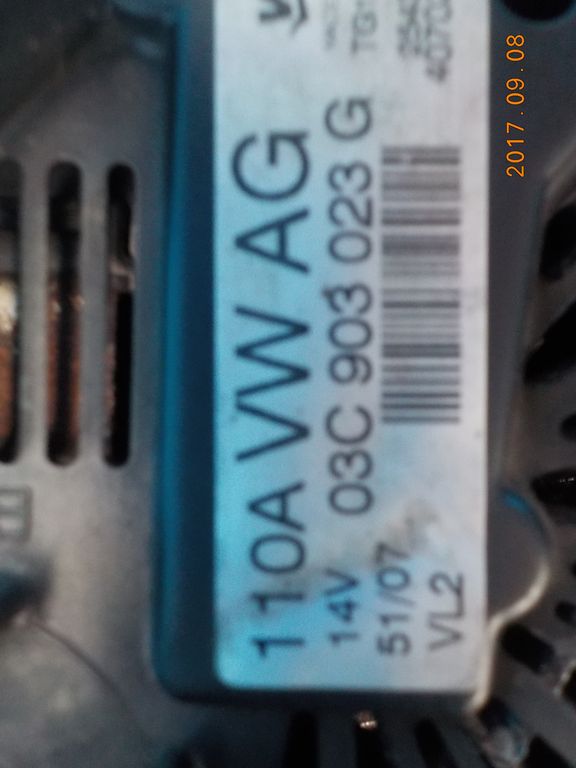 110A VW AG
14V 03C 903 023 G
51/07
VL2
2017.09.08